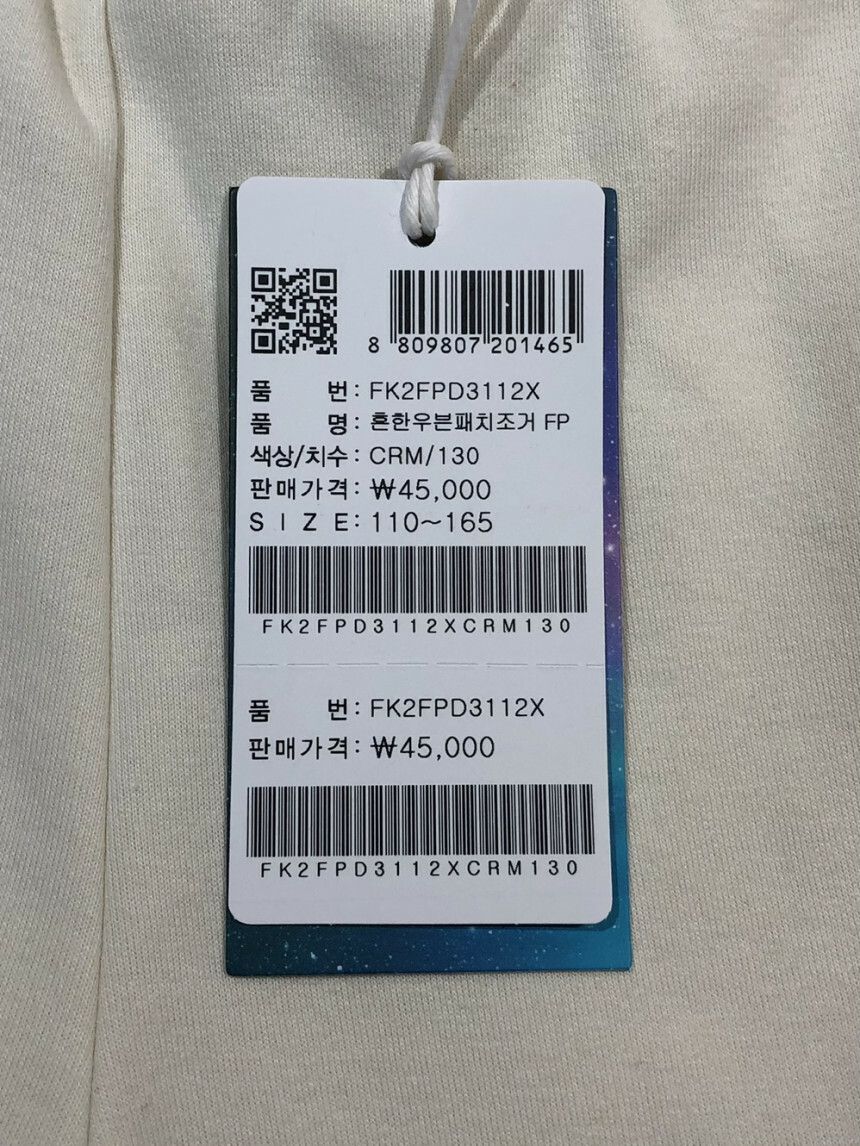 8 809807 201465
품 번: FK2FPD3112X
품 명: 흔한우븐패치조거 FP
색상/치수: CRM/130
판매가격: ₩45,000
SIZE: 110~165
FK2FPD3112XCRM130
품 번: FK2FPD3112X
판매가격: ₩45,000
FK2FPD3112XCRM130